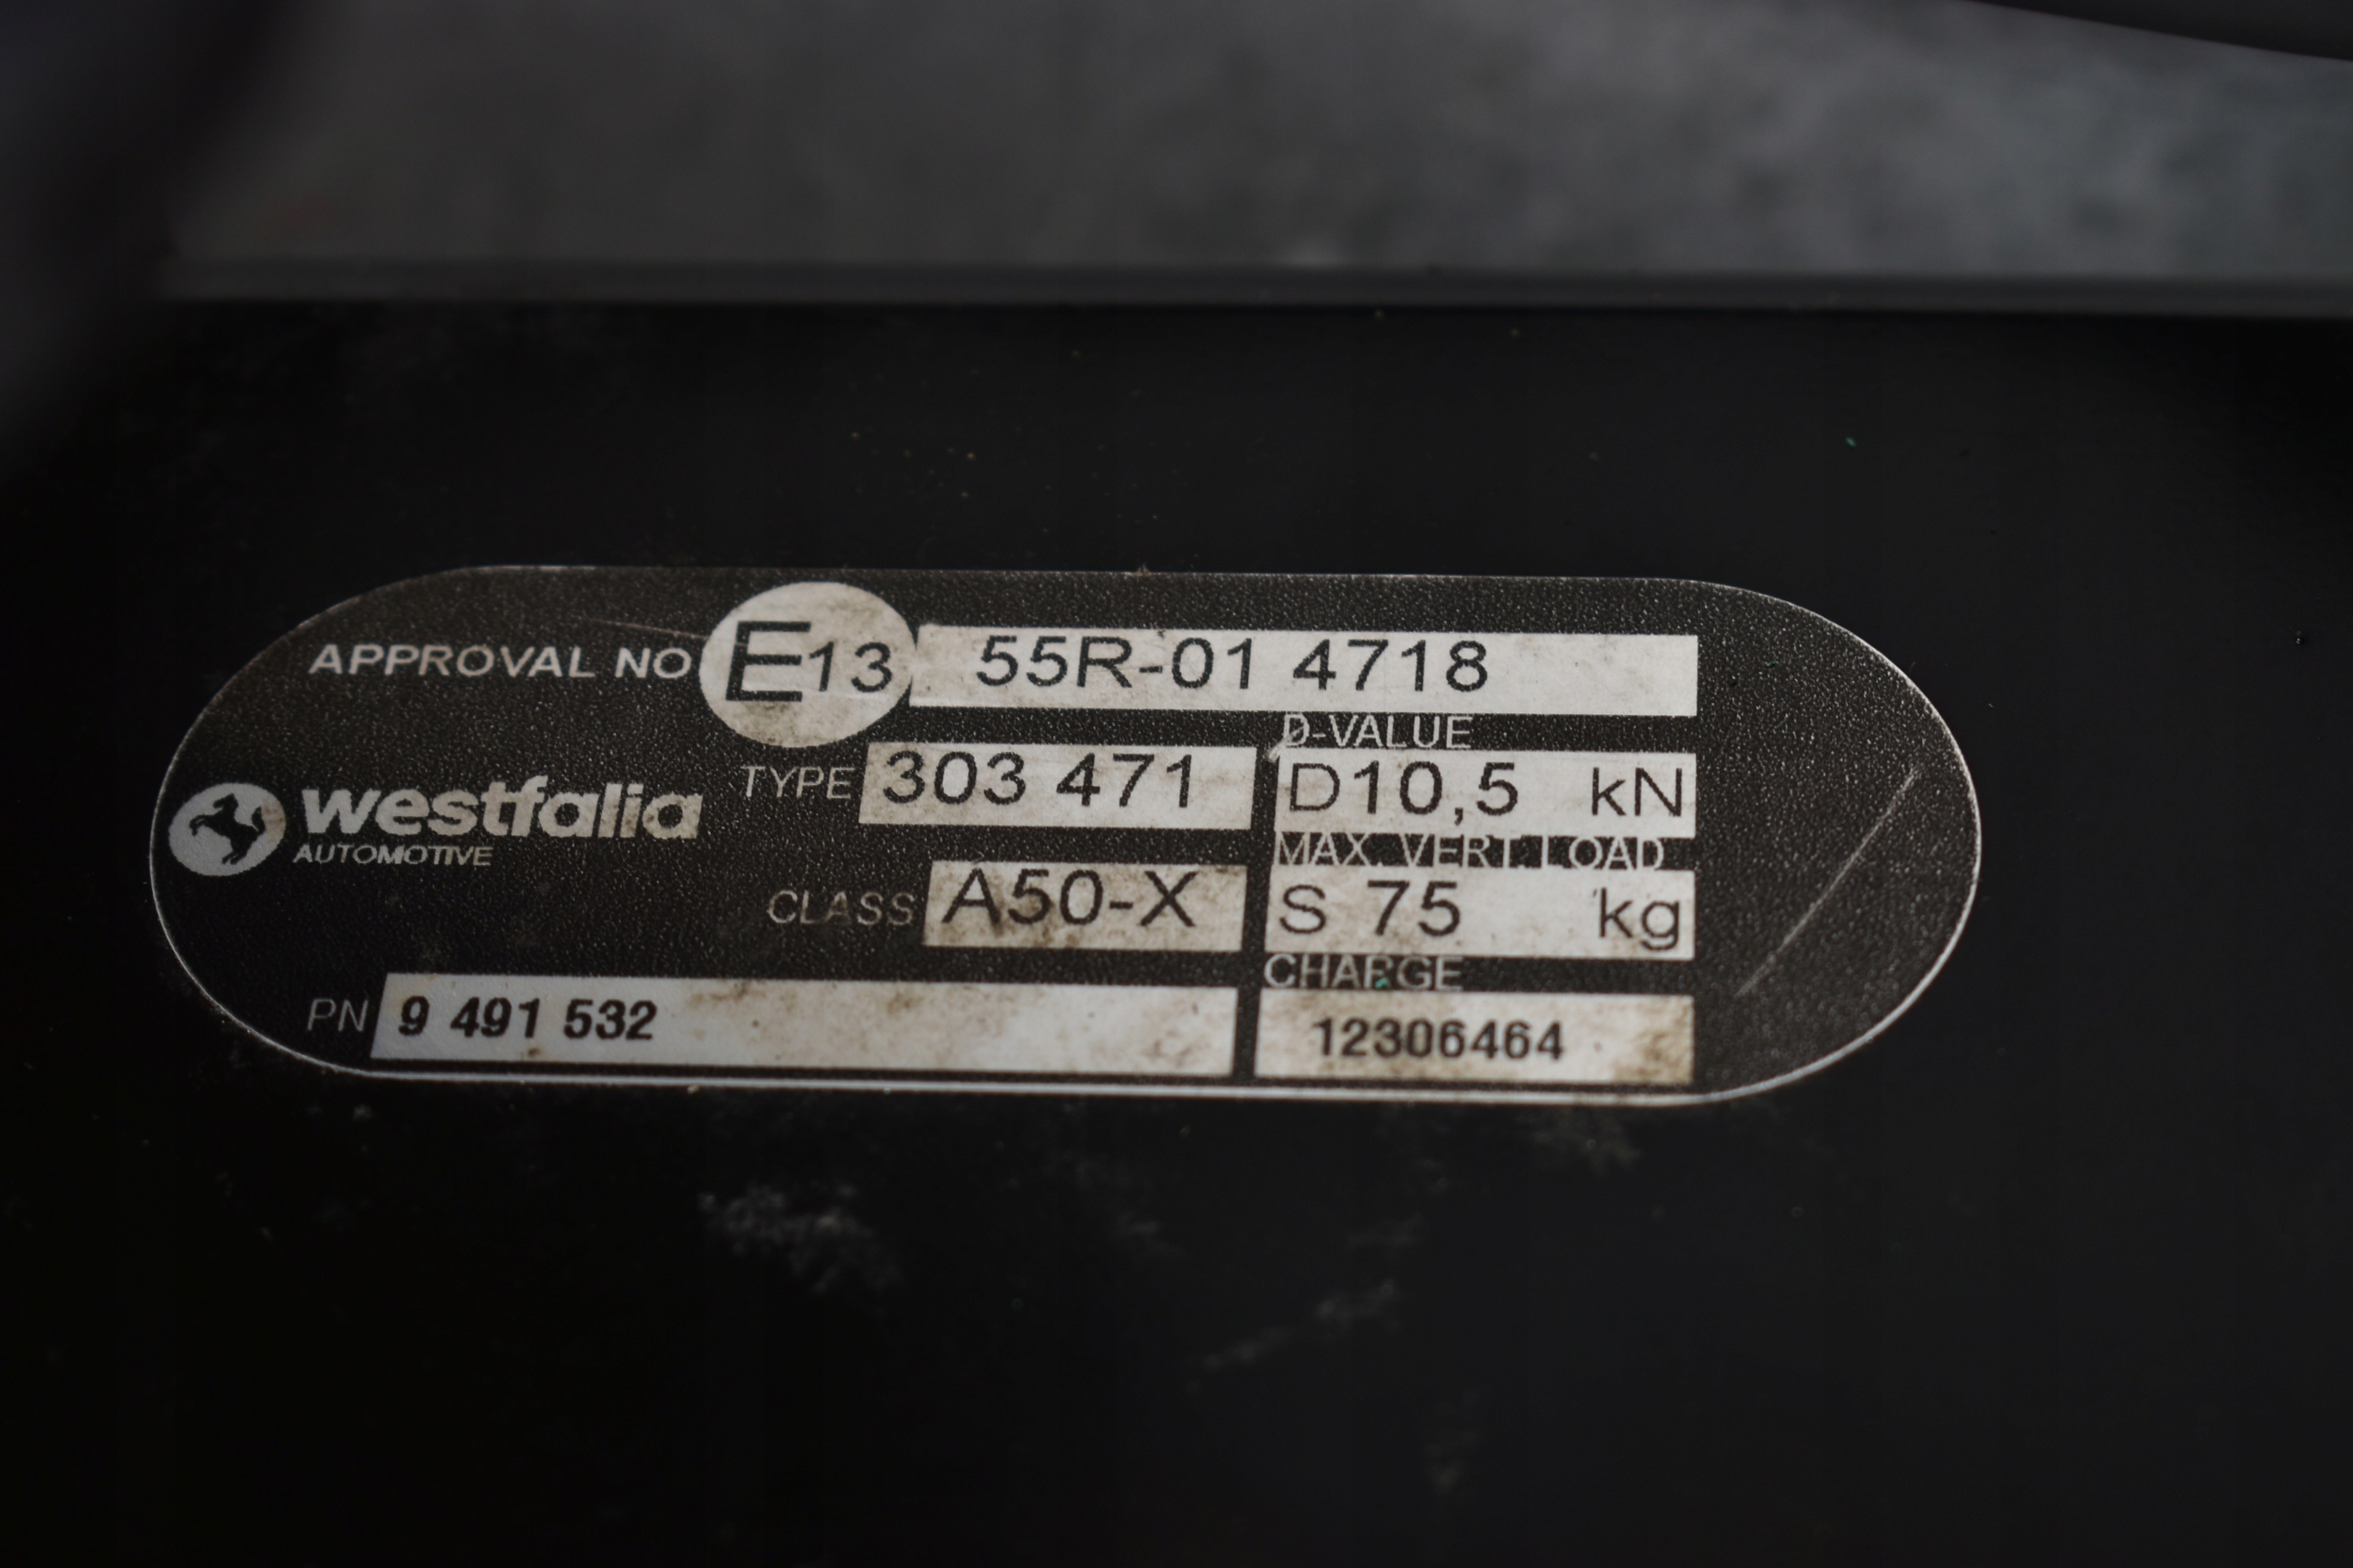 APPROVAL NO E13 55R-01 4718
D-VALUE
TYPE 303 471 D10,5 kN
westfalia
AUTOMOTIVE
MAX. VERT. LOAD
CLASS A50-X S 75 kg
CHARGE
PN 9 491 532 12306464